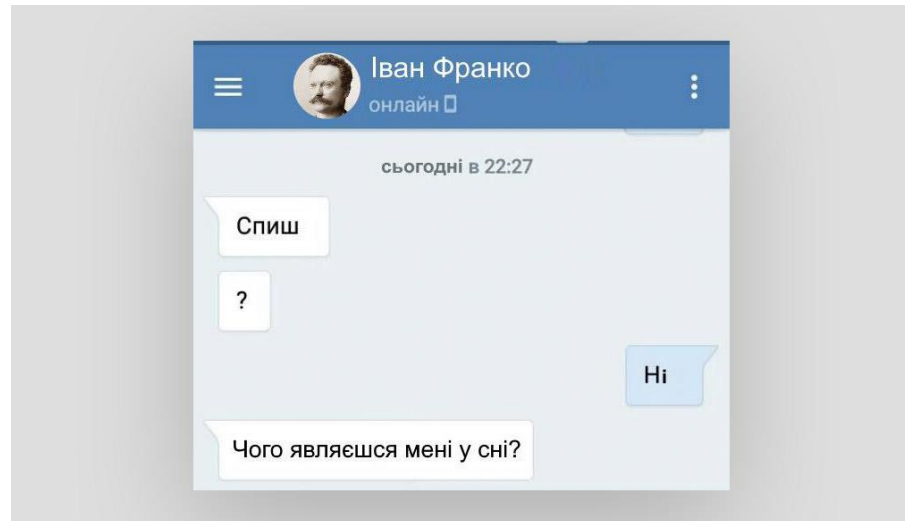 Іван Франко
онлайн
сьогодні в 22:27
Спиш
?
Ні
Чого являєшся мені у сні?